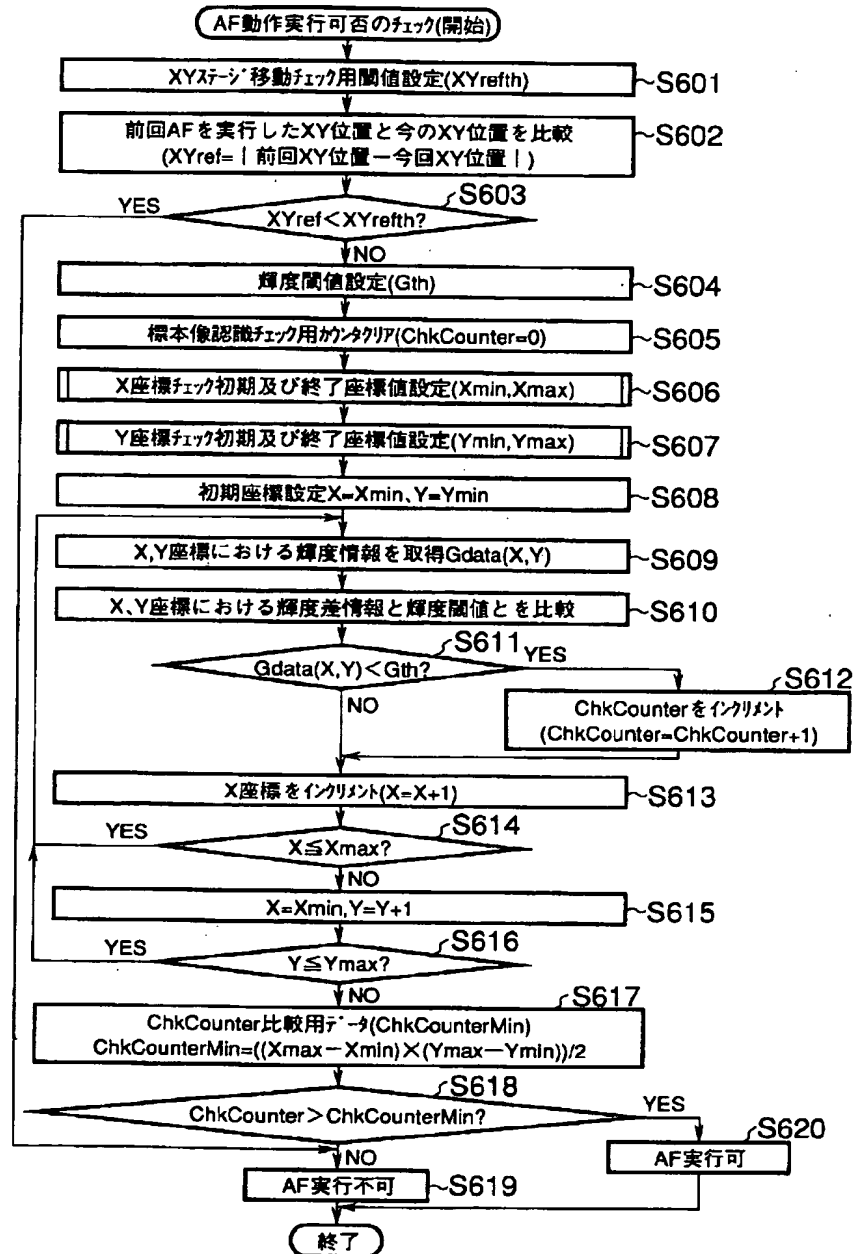 AF動作実行可否のチェック(開始)
XYステージ移動チェック用閾値設定(XYrefth)
S601
前回AFを実行したXY位置と今のXY位置を比較
(XYref=|前回XY位置－今回XY位置|)
S602
S603
YES
XYref＜XYrefth?
NO
輝度閾値設定(Gth)
S604
標本像認識チェック用カウンタクリア(ChkCounter=0)
S605
X座標チェック初期及び終了座標値設定(Xmin,Xmax)
S606
Y座標チェック初期及び終了座標値設定(Ymin,Ymax)
S607
初期座標設定X=Xmin、Y=Ymin
S608
X,Y座標における輝度情報を取得Gdata(X,Y)
S609
X、Y座標における輝度差情報と輝度閾値とを比較
S610
S611
Gdata(X,Y)＜Gth?
YES
NO
S612
ChkCounterをインクリメント
(ChkCounter=ChkCounter+1)
X座標をインクリメント(X=X+1)
S613
S614
YES
X≦Xmax?
NO
X=Xmin,Y=Y+1
S615
S616
YES
Y≦Ymax?
NO
S617
ChkCounter比較用データ(ChkCounterMin)
ChkCounterMin=((Xmax－Xmin)×(Ymax－Ymin))/2
S618
ChkCounter＞ChkCounterMin?
YES
NO
S620
AF実行可
AF実行不可
S619
終了